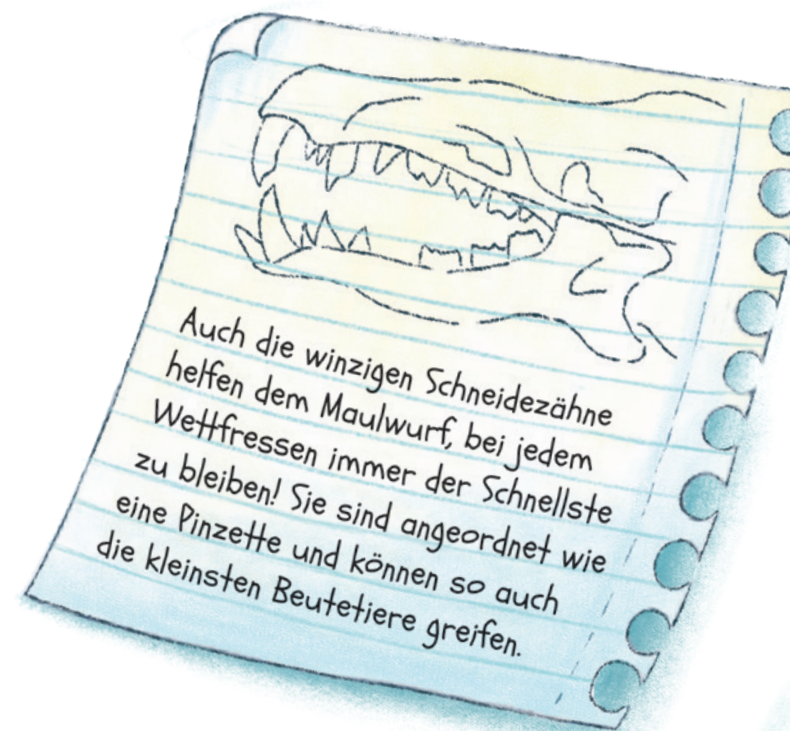 Auch die winzigen Schneidezähne
helfen dem Maulwurf, bei jedem
Wettfressen immer der Schnellste
zu bleiben! Sie sind angeordnet wie
eine Pinzette und können so auch
die kleinsten Beutetiere greifen.